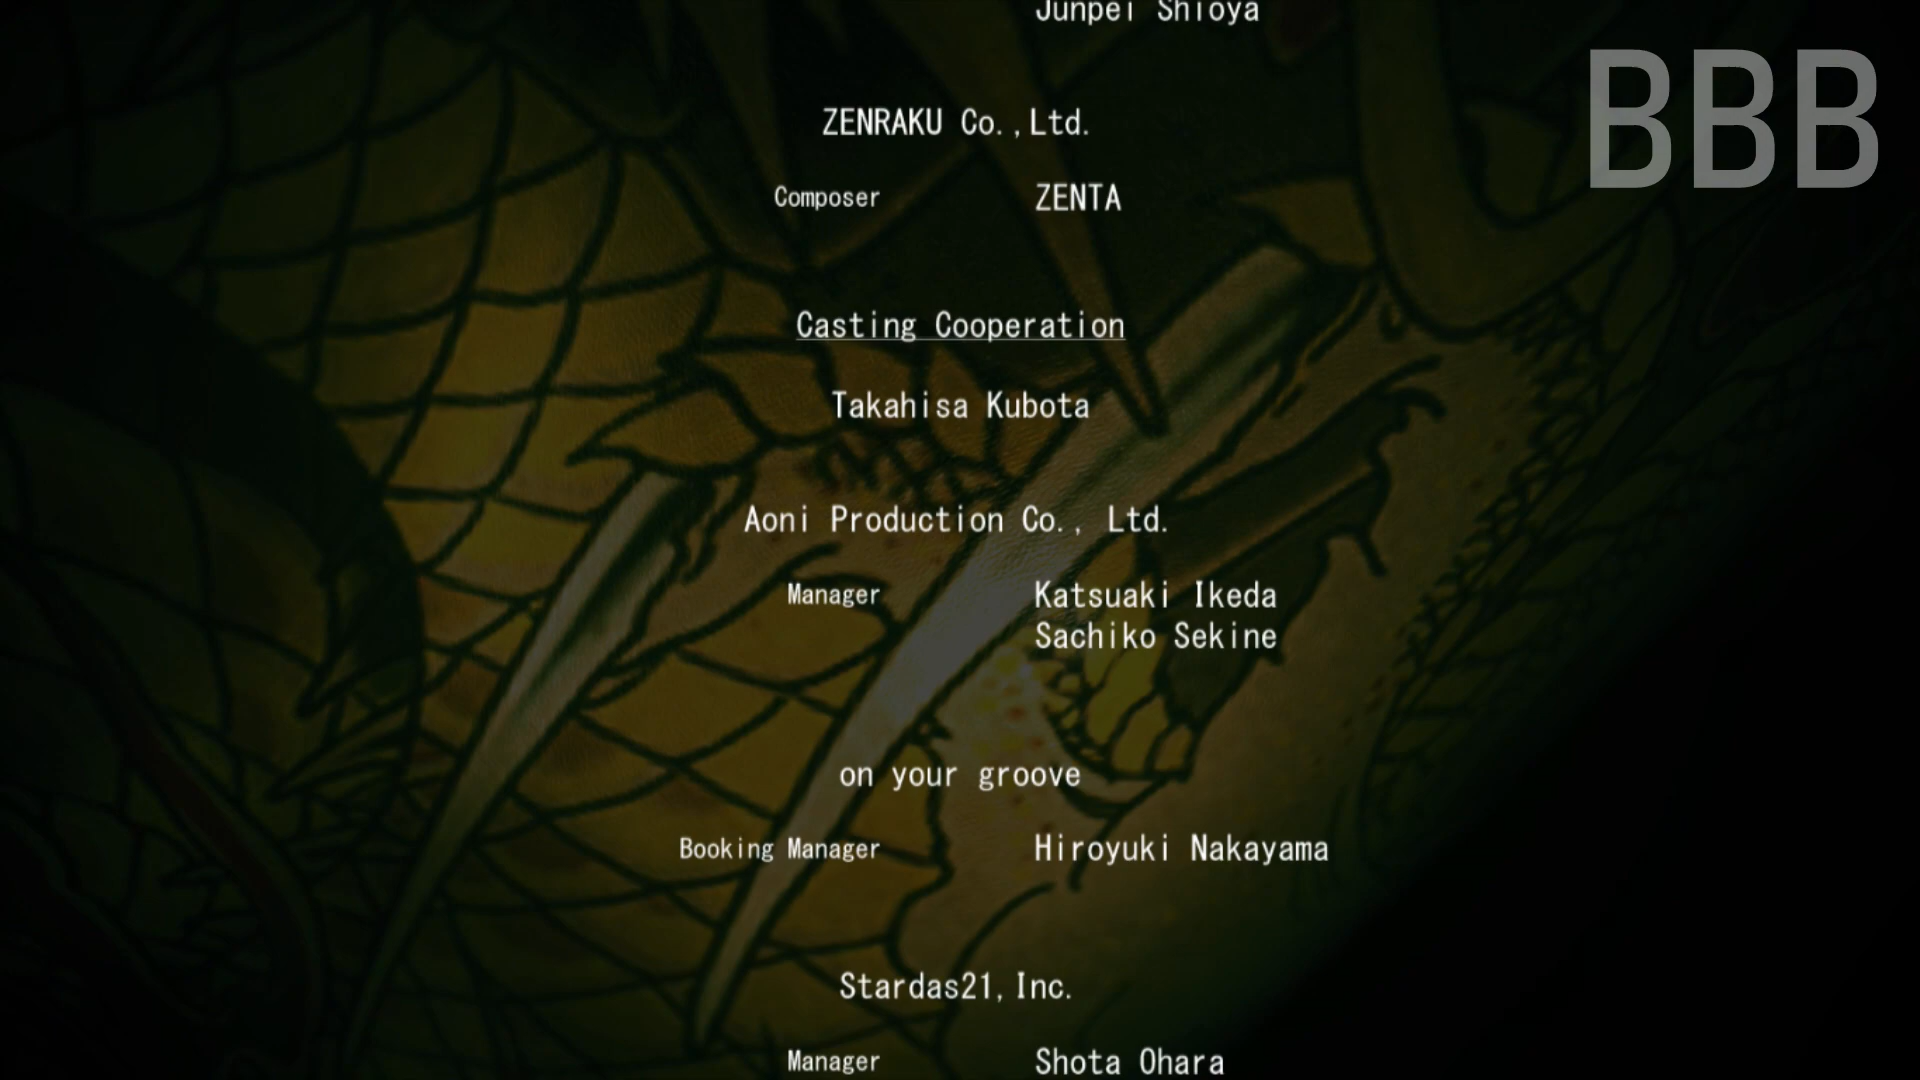 Junpei Shioya
BBB
ZENRAKU Co.,Ltd.
Composer ZENTA
Casting Cooperation
Takahisa Kubota
Aoni Production Co., Ltd.
Manager Katsuaki Ikeda
Sachiko Sekine
on your groove
Booking Manager Hiroyuki Nakayama
Stardas21,Inc.
Manager Shota Ohara